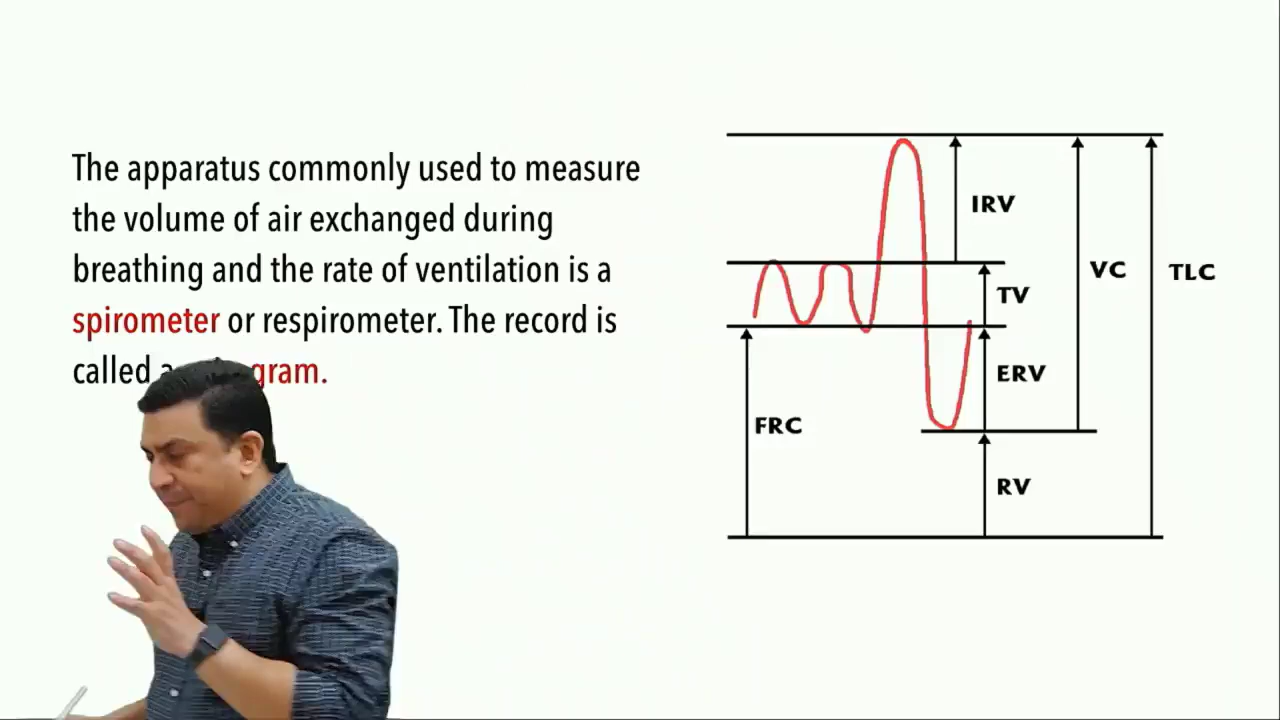 The apparatus commonly used to measure
the volume of air exchanged during
breathing and the rate of ventilation is a
spirometer or respirometer. The record is
called a gram.
IRV
TV
VC
TLC
ERV
FRC
RV